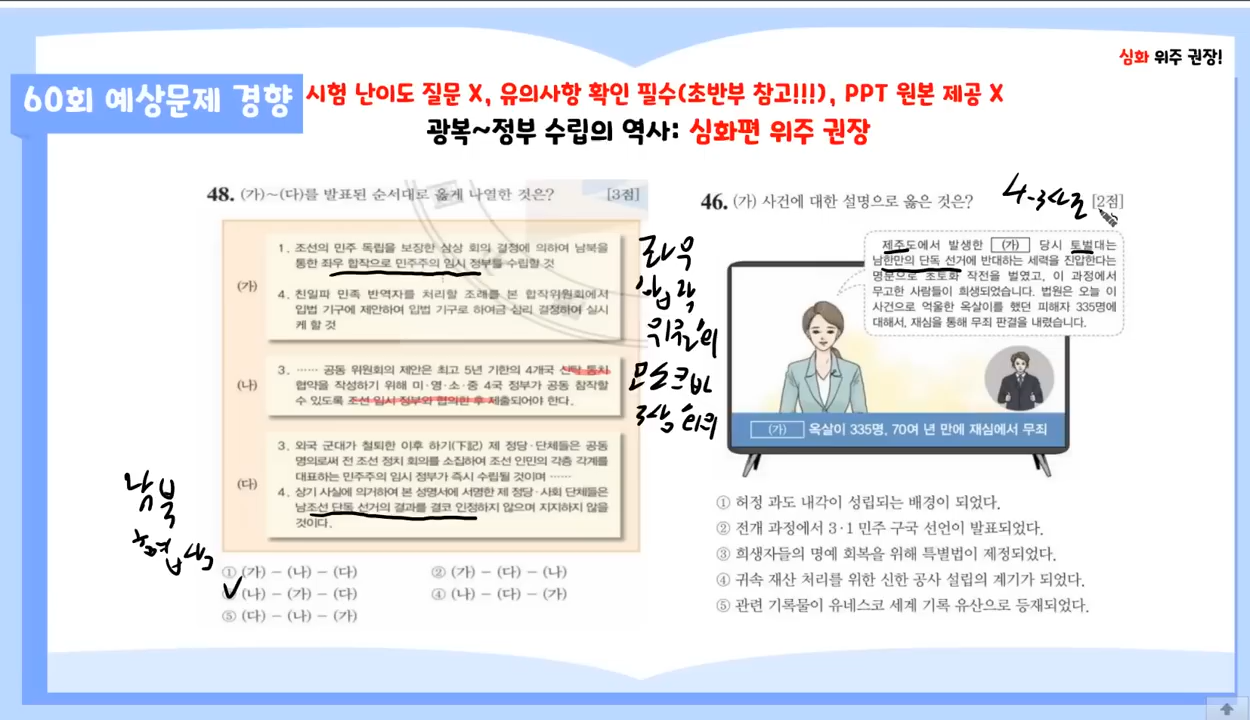 심화 위주 권장!
60회 예상문제 경향
시험 난이도 질문 X, 유의사항 확인 필수(초반부 참고!!!), PPT 원본 제공 X
광복~정부 수립의 역사: 심화편 위주 권장
48. (가)~(다)를 발표된 순서대로 옳게 나열한 것은? [3점]
(가)
1. 조선의 민주 독립을 보장한 삼상 회의 결정에 의하여 남북을
통한 좌우 합작으로 민주주의 임시 정부를 수립할 것
4. 친일파 민족 반역자를 처리할 조례를 본 합작위원회에서
입법 기구에 제안하여 입법 기구로 하여금 심리 결정하여 실시
케 할 것
(나)
3. …… 공동 위원회의 제안은 최고 5년 기한의 4개국 신탁 통치
협약을 작성하기 위해 미·영·소·중 4국 정부가 공동 참작할
수 있도록 조선 임시 정부와 협의한 후 제출되어야 한다.
(다)
3. 외국 군대가 철퇴한 이후 하기(下記) 제 정당·단체들은 공동
명의로써 전 조선 정치 회의를 소집하여 조선 인민의 각층 각계를
대표하는 민주주의 임시 정부가 즉시 수립될 것이며 ……
4. 상기 사실에 의거하여 본 성명서에 서명한 제 정당·사회 단체들은
남조선 단독 선거의 결과를 결코 인정하지 않으며 지지하지 않을
것이다.
① (가) - (나) - (다) ② (가) - (다) - (나)
(나) - (가) - (다) ④ (나) - (다) - (가)
⑤ (다) - (나) - (가)
남북
협상
좌우
합작
위원회
모스크바
3상 회의
46. (가) 사건에 대한 설명으로 옳은 것은? [2점]
제주도에서 발생한 (가) 당시 토벌대는
남한만의 단독 선거에 반대하는 세력을 진압한다는
명분으로 초토화 작전을 벌였고, 이 과정에서
무고한 사람들이 희생되었습니다. 법원은 오늘 이
사건으로 억울한 옥살이를 했던 피해자 335명에
대해서, 재심을 통해 무죄 판결을 내렸습니다.
(가) 옥살이 335명, 70여 년 만에 재심에서 무죄
① 허정 과도 내각이 성립되는 배경이 되었다.
② 전개 과정에서 3·1 민주 구국 선언이 발표되었다.
③ 희생자들의 명예 회복을 위해 특별법이 제정되었다.
④ 귀속 재산 처리를 위한 신한 공사 설립의 계기가 되었다.
⑤ 관련 기록물이 유네스코 세계 기록 유산으로 등재되었다.